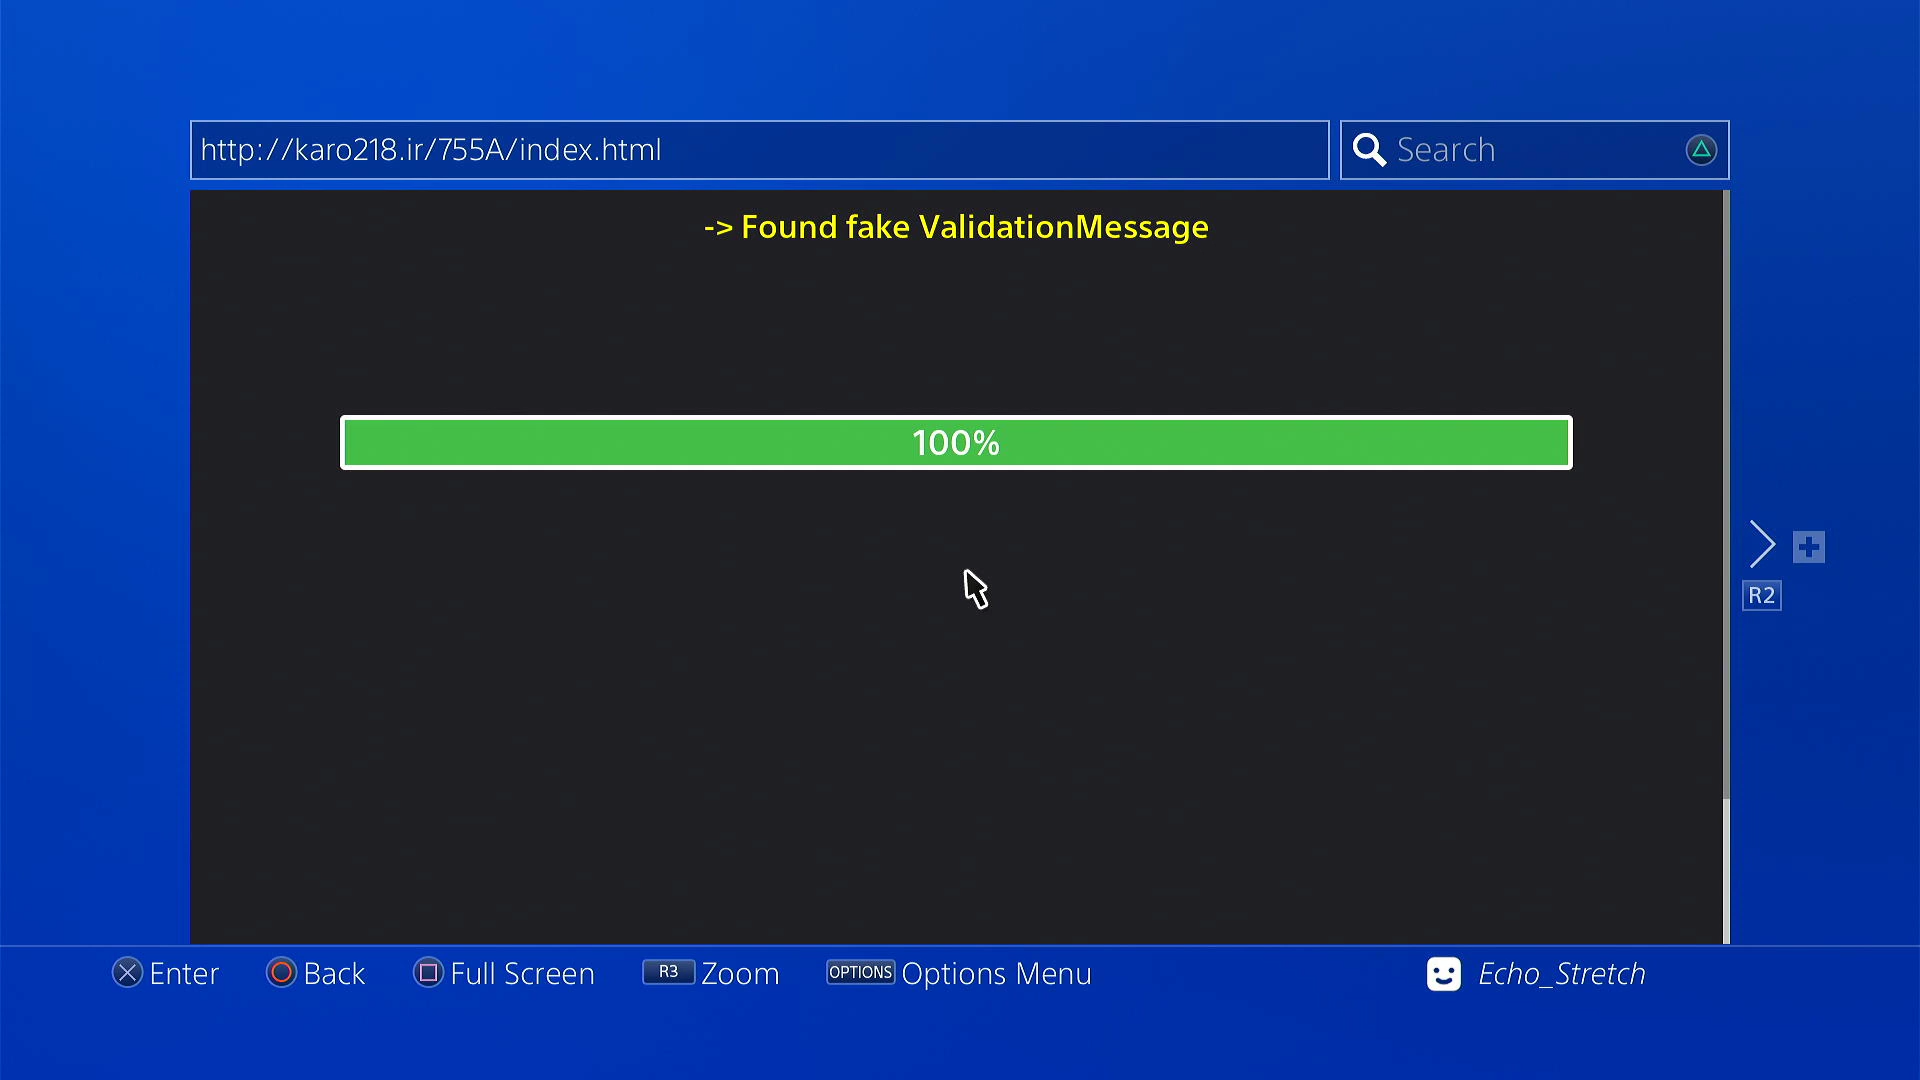 http://karo218.ir/755A/index.html
Search
-> Found fake ValidationMessage
100%
R2
Enter
Back
Full Screen
R3 Zoom
OPTIONS Options Menu
Echo_Stretch